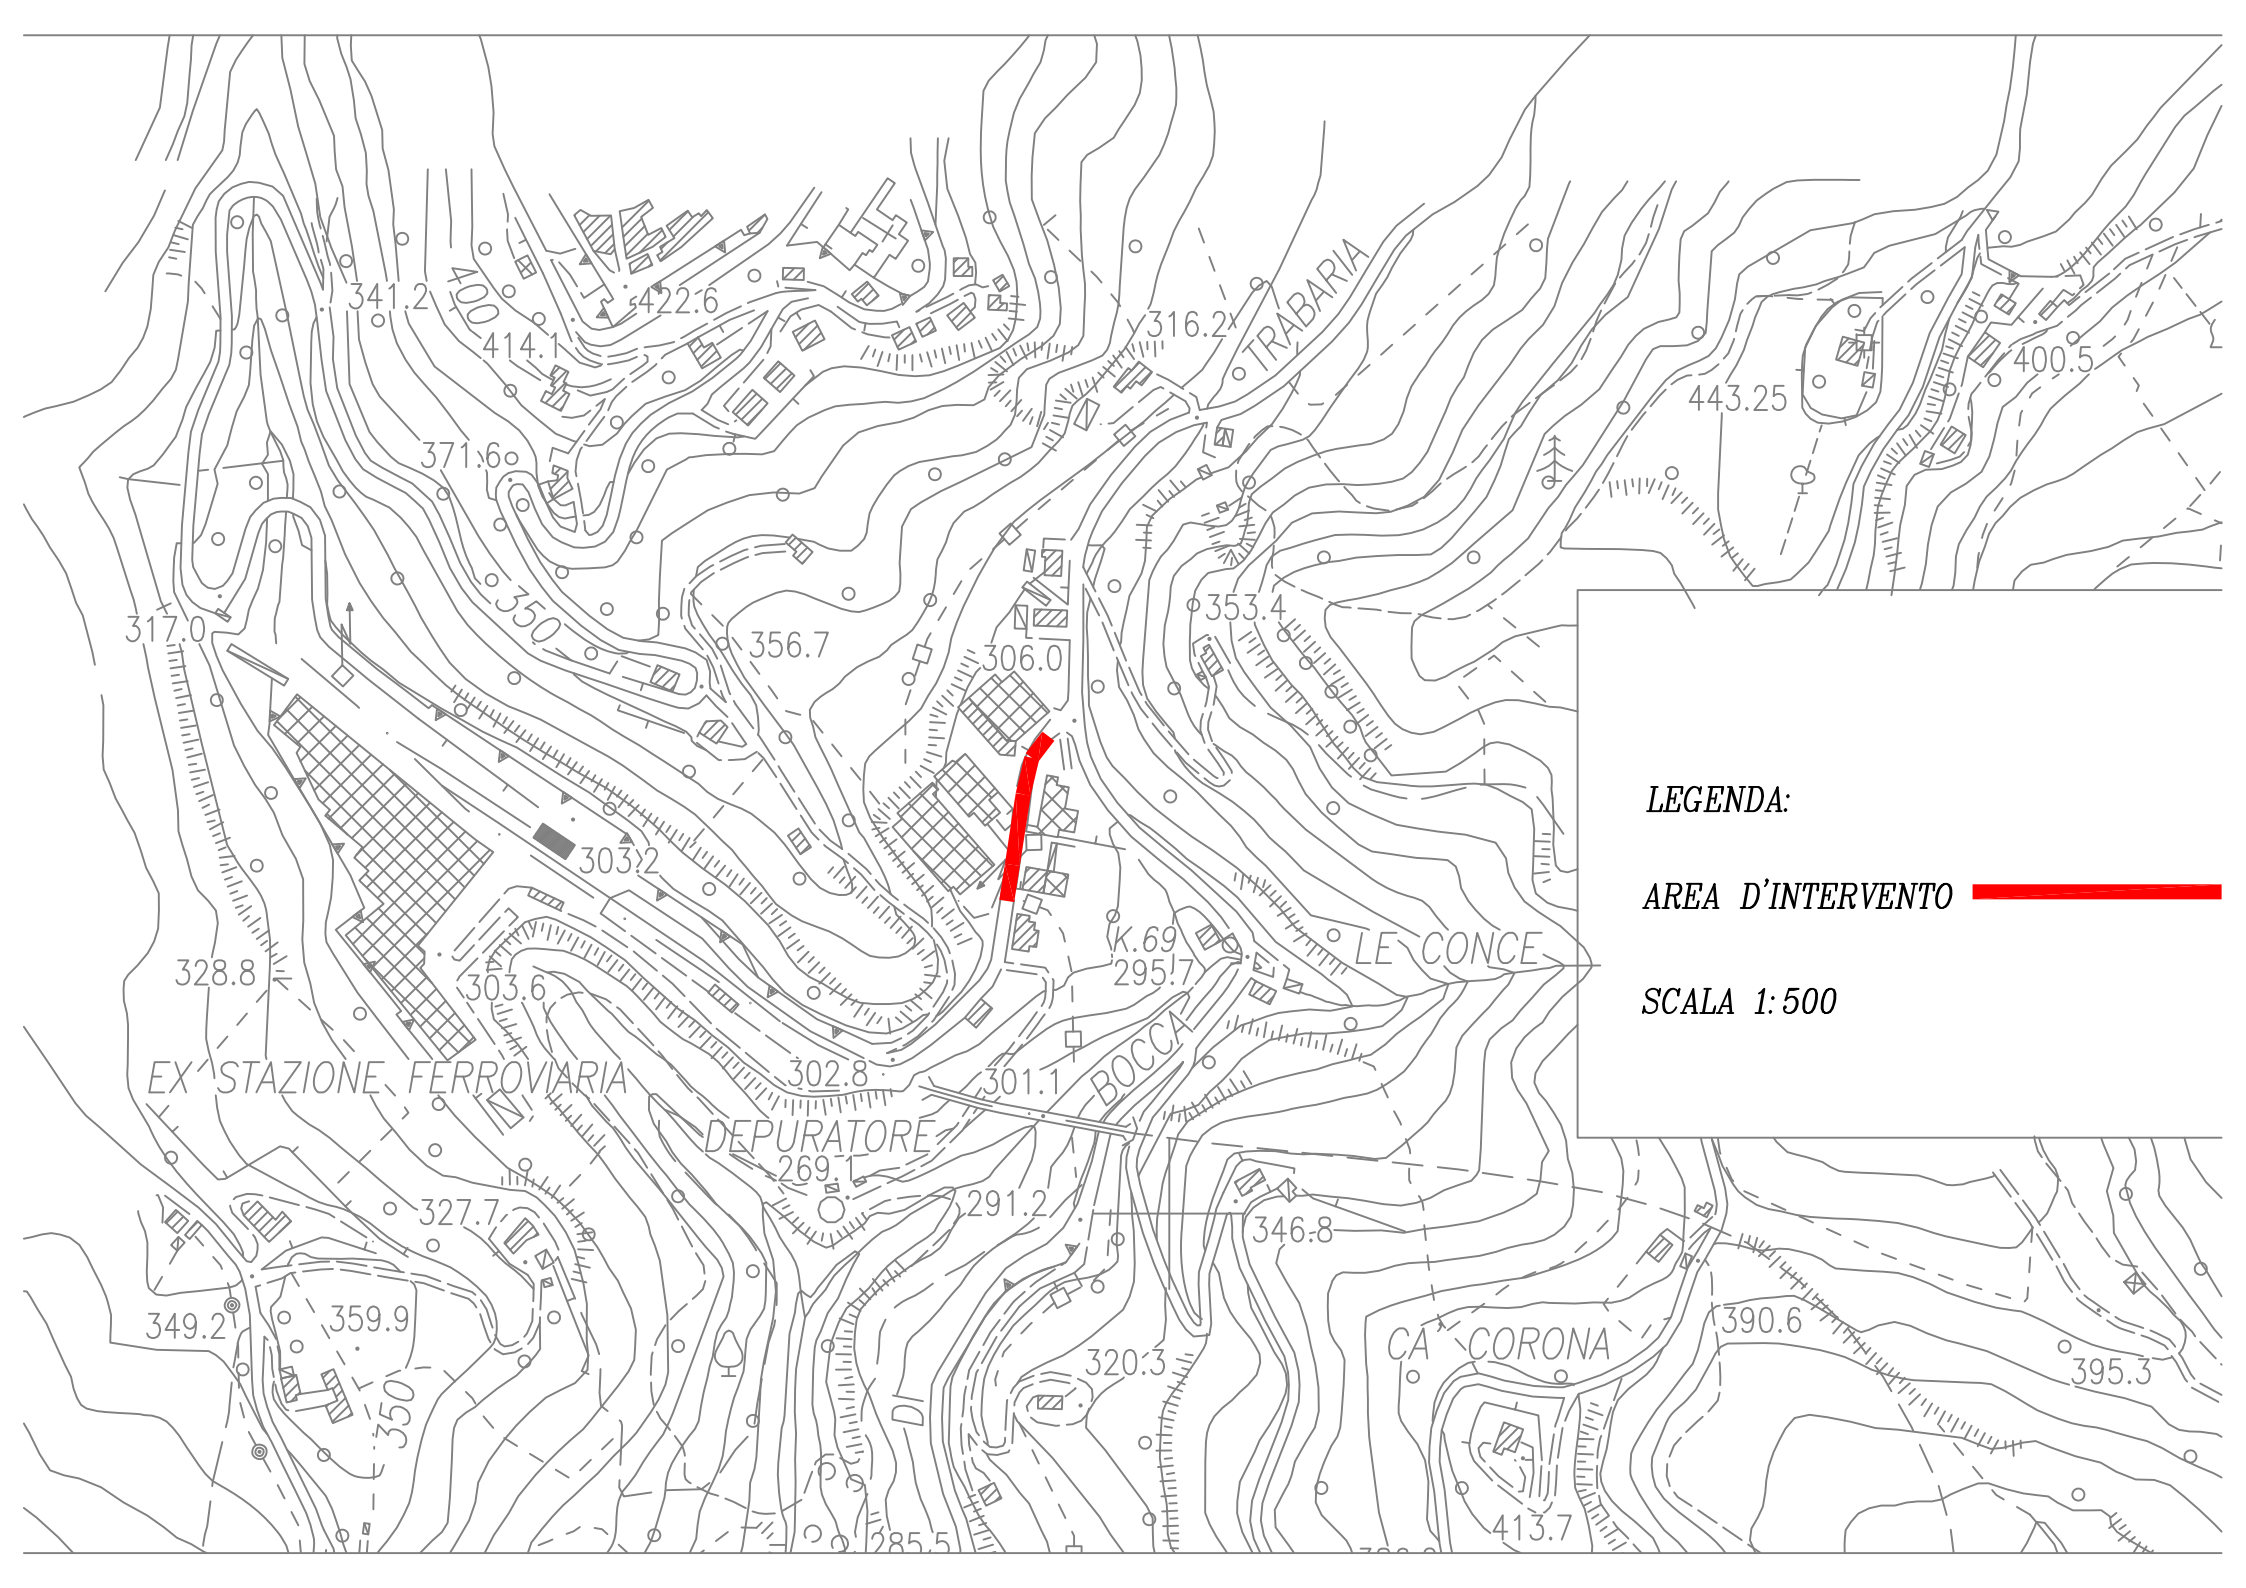 400
341.2
422.6
414.1
316.2
TRABARIA
400.5
443.25
371.6
350
353.4
317.0
356.7
306.0
LEGENDA:
303.2
AREA D'INTERVENTO
K.69
LE CONCE
328.8
295.7
303.6
SCALA 1:500
BOCCA
EX STAZIONE FERROVIARIA
302.8
301.1
DEPURATORE
269.1
291.2
327.7
346.8
349.2
359.9
390.6
CA' CORONA
320.3
395.3
350
DI
413.7
285.5